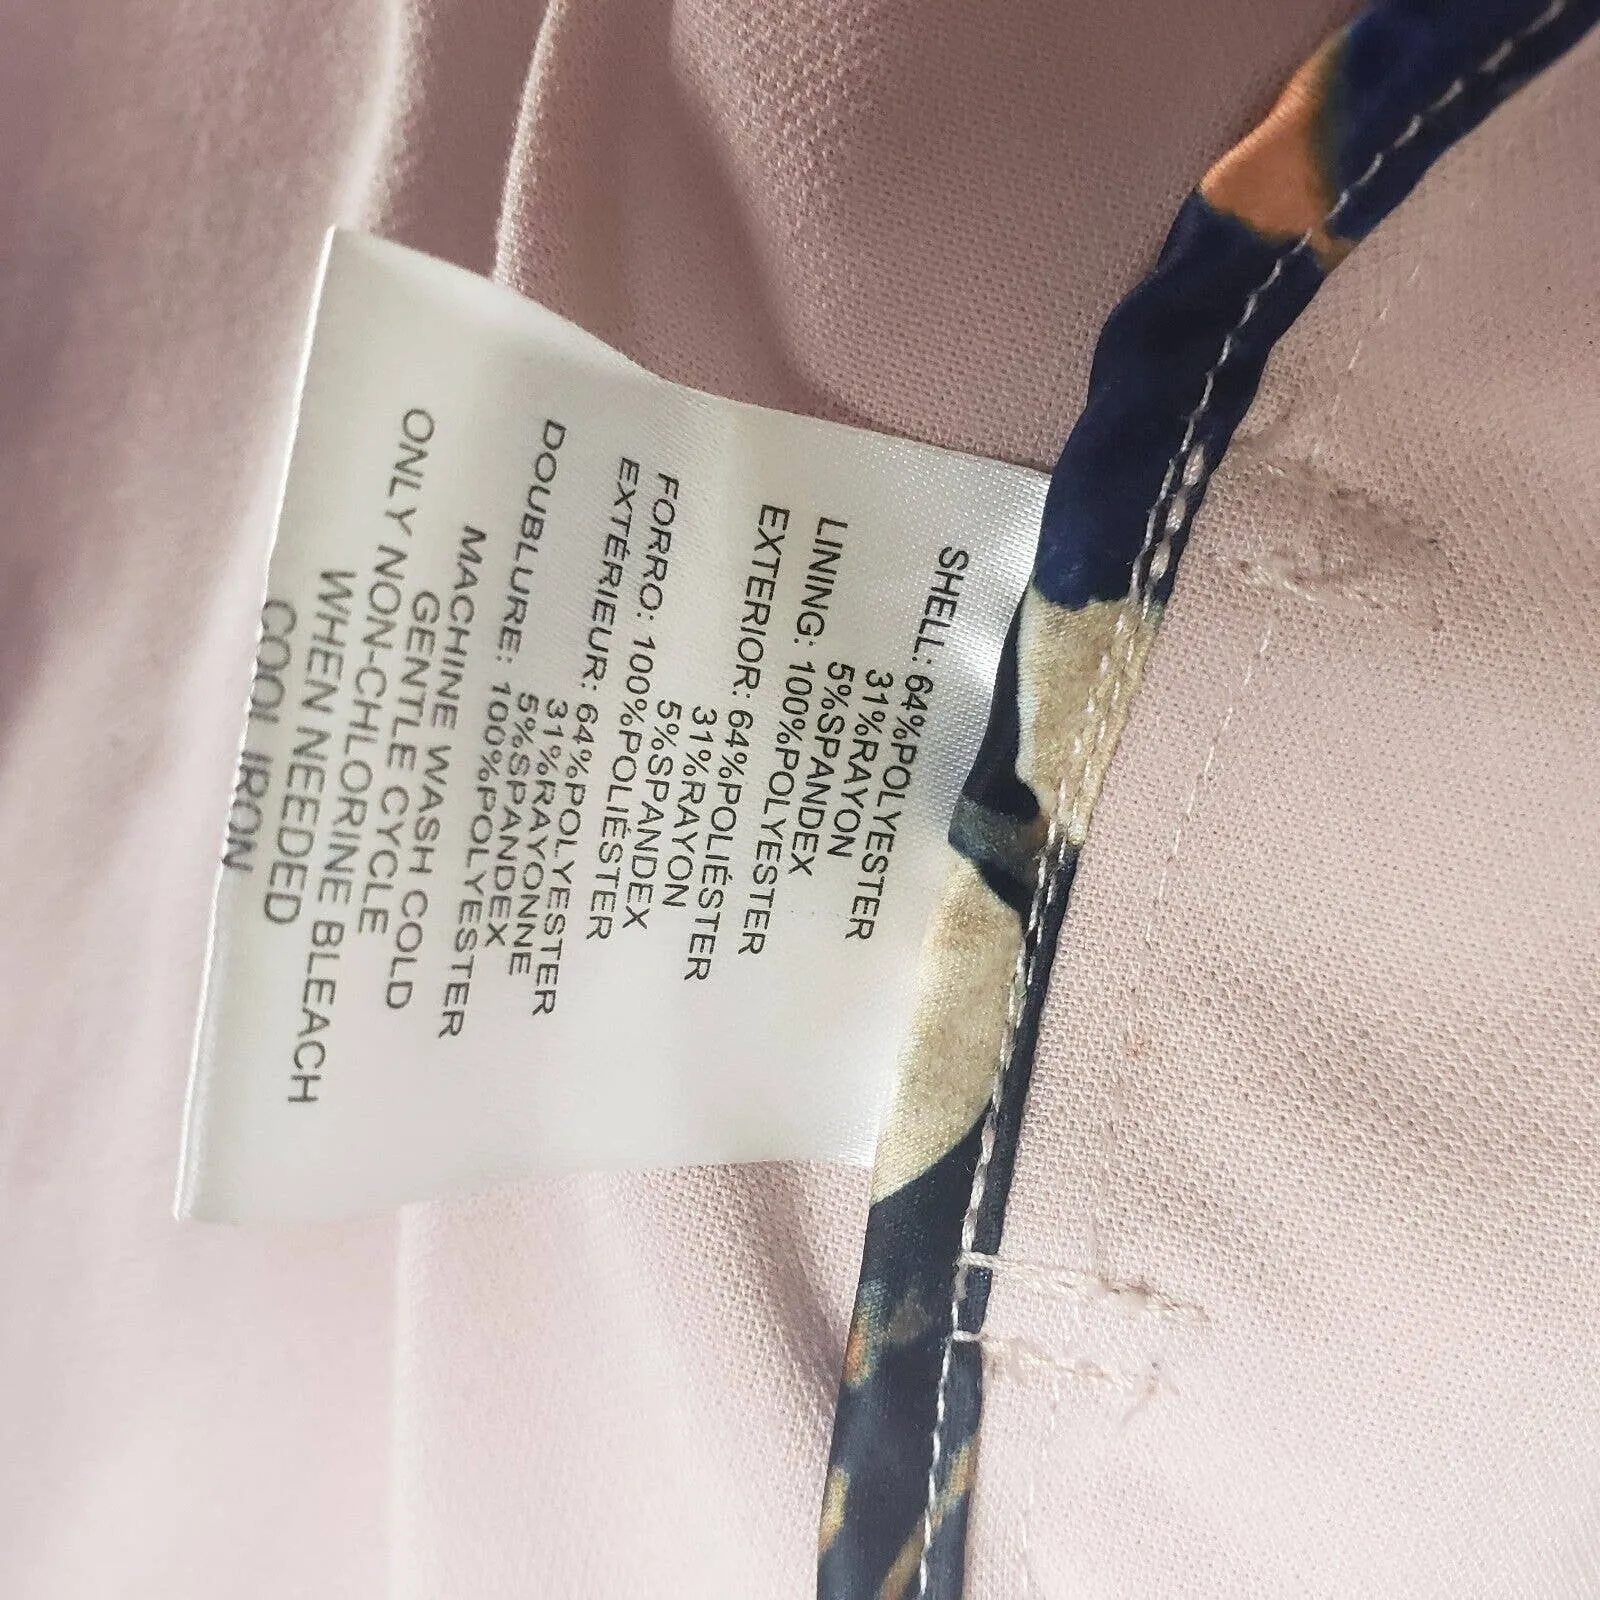 SHELL: 64%POLYESTER
31%RAYON
5%SPANDEX
LINING: 100%POLYESTER
EXTERIOR: 64%POLIÉSTER
31%RAYON
5%SPANDEX
FORRO: 100%POLIÉSTER
EXTÉRIEUR: 64%POLYESTER
31%RAYONNE
5%SPANDEX
DOUBLURE: 100%POLYESTER
MACHINE WASH COLD
GENTLE CYCLE
ONLY NON-CHLORINE BLEACH
WHEN NEEDED
COOL IRON